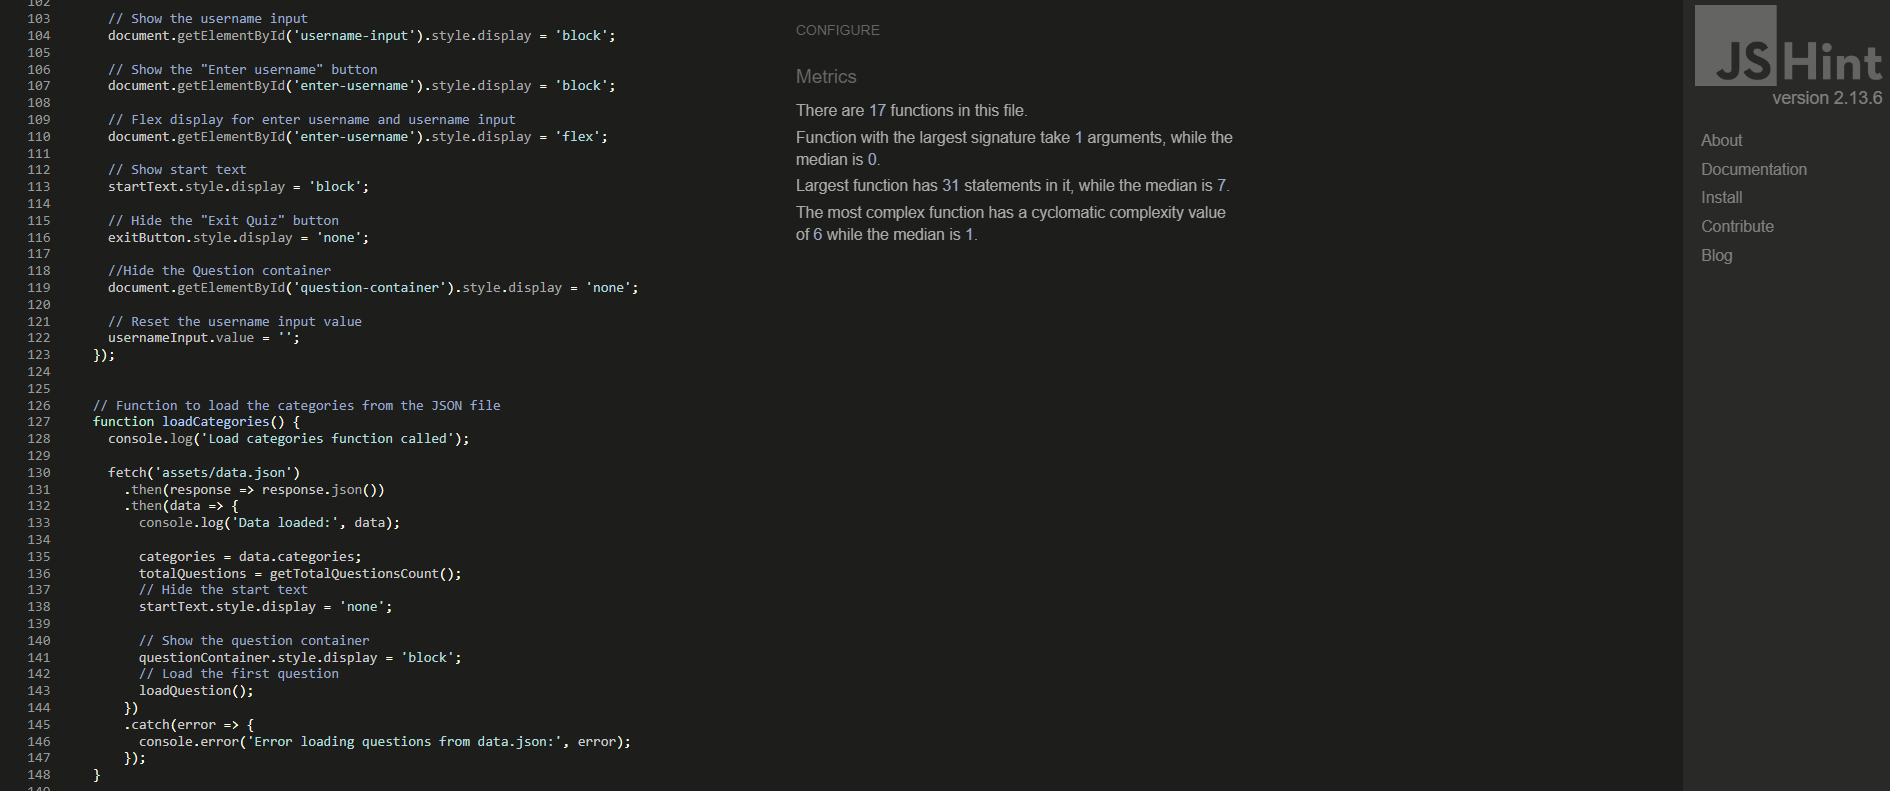 102
103 // Show the username input
104 document.getElementById('username-input').style.display = 'block';
105
106 // Show the "Enter username" button
107 document.getElementById('enter-username').style.display = 'block';
108
109 // Flex display for enter username and username input
110 document.getElementById('enter-username').style.display = 'flex';
111
112 // Show start text
113 startText.style.display = 'block';
114
115 // Hide the "Exit Quiz" button
116 exitButton.style.display = 'none';
117
118 //Hide the Question container
119 document.getElementById('question-container').style.display = 'none';
120
121 // Reset the username input value
122 usernameInput.value = '';
123 });
124
125
126 // Function to load the categories from the JSON file
127 function loadCategories() {
128 console.log('Load categories function called');
129
130 fetch('assets/data.json')
131 .then(response => response.json())
132 .then(data => {
133 console.log('Data loaded:', data);
134
135 categories = data.categories;
136 totalQuestions = getTotalQuestionsCount();
137 // Hide the start text
138 startText.style.display = 'none';
139
140 // Show the question container
141 questionContainer.style.display = 'block';
142 // Load the first question
143 loadQuestion();
144 })
145 .catch(error => {
146 console.error('Error loading questions from data.json:', error);
147 });
148 }
149
CONFIGURE
Metrics
There are 17 functions in this file.
Function with the largest signature take 1 arguments, while the
median is 0.
Largest function has 31 statements in it, while the median is 7.
The most complex function has a cyclomatic complexity value
of 6 while the median is 1.
JSHint
version 2.13.6
About
Documentation
Install
Contribute
Blog